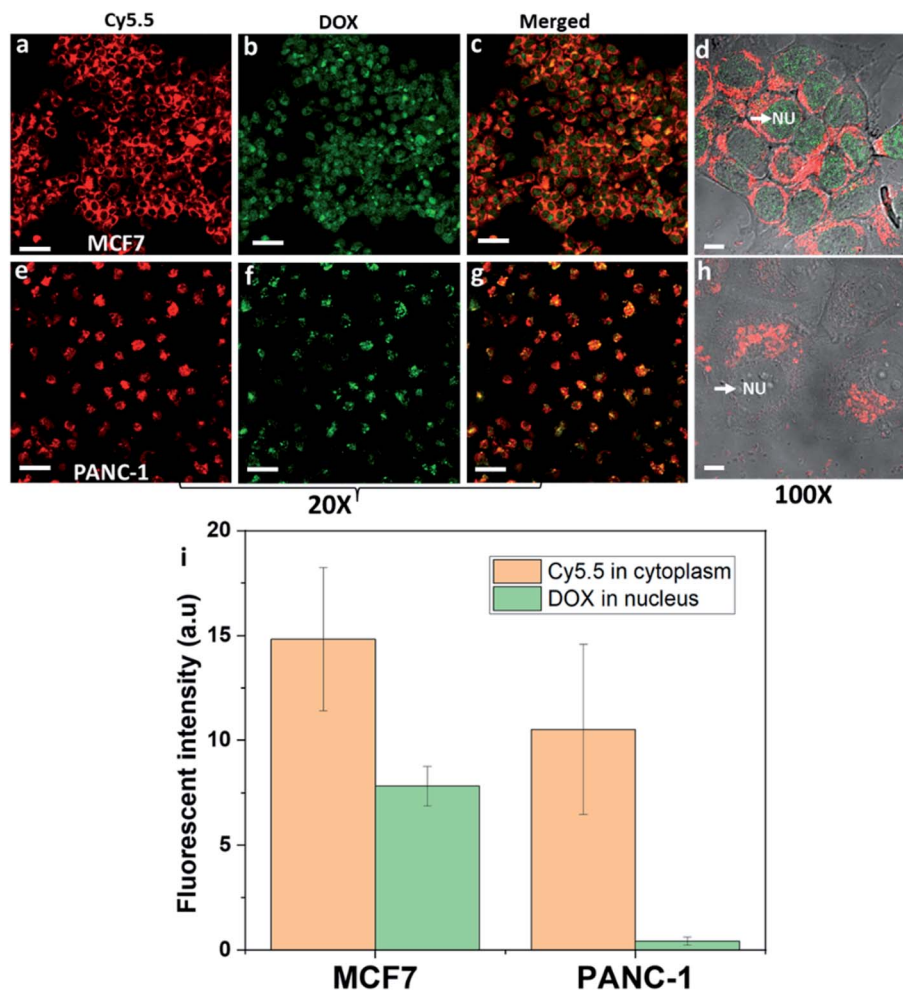 Cy5.5 DOX Merged
a b c d
NU
MCF7
e f g h
NU
PANC-1
20X 100X
i
20
15
10
5
0
Fluorescent intensity (a.u)
Cy5.5 in cytoplasm
DOX in nucleus
MCF7 PANC-1